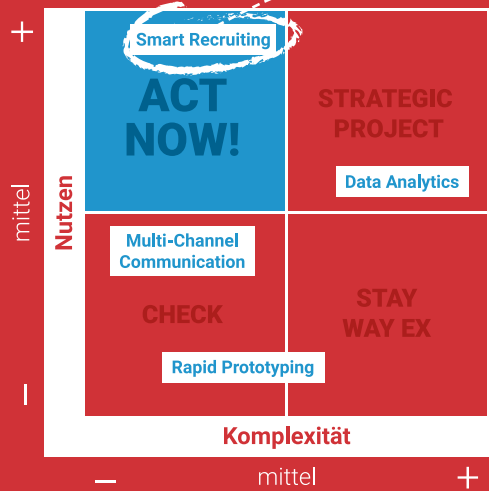 +
Smart Recruiting
ACT
NOW!
STRATEGIC
PROJECT
Data Analytics
mittel
Nutzen
Multi-Channel
Communication
CHECK
STAY
WAY EX
Rapid Prototyping
–
Komplexität
– mittel +